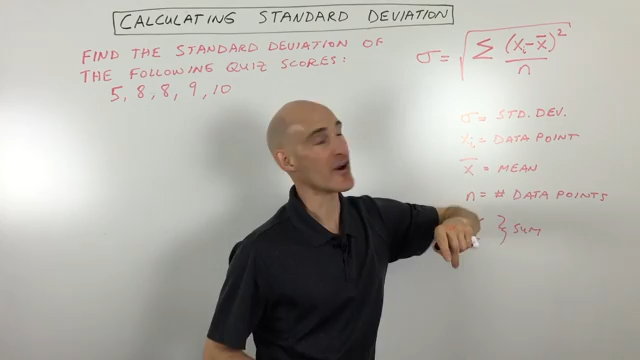 CALCULATING STANDARD DEVIATION
FIND THE STANDARD DEVIATION OF
THE FOLLOWING QUIZ SCORES:
5, 8, 8, 9, 10
σ = √ Σ (xᵢ - x̄)² / n
σ = STD. DEV.
xᵢ = DATA POINT
x̄ = MEAN
n = # DATA POINTS
} SUM